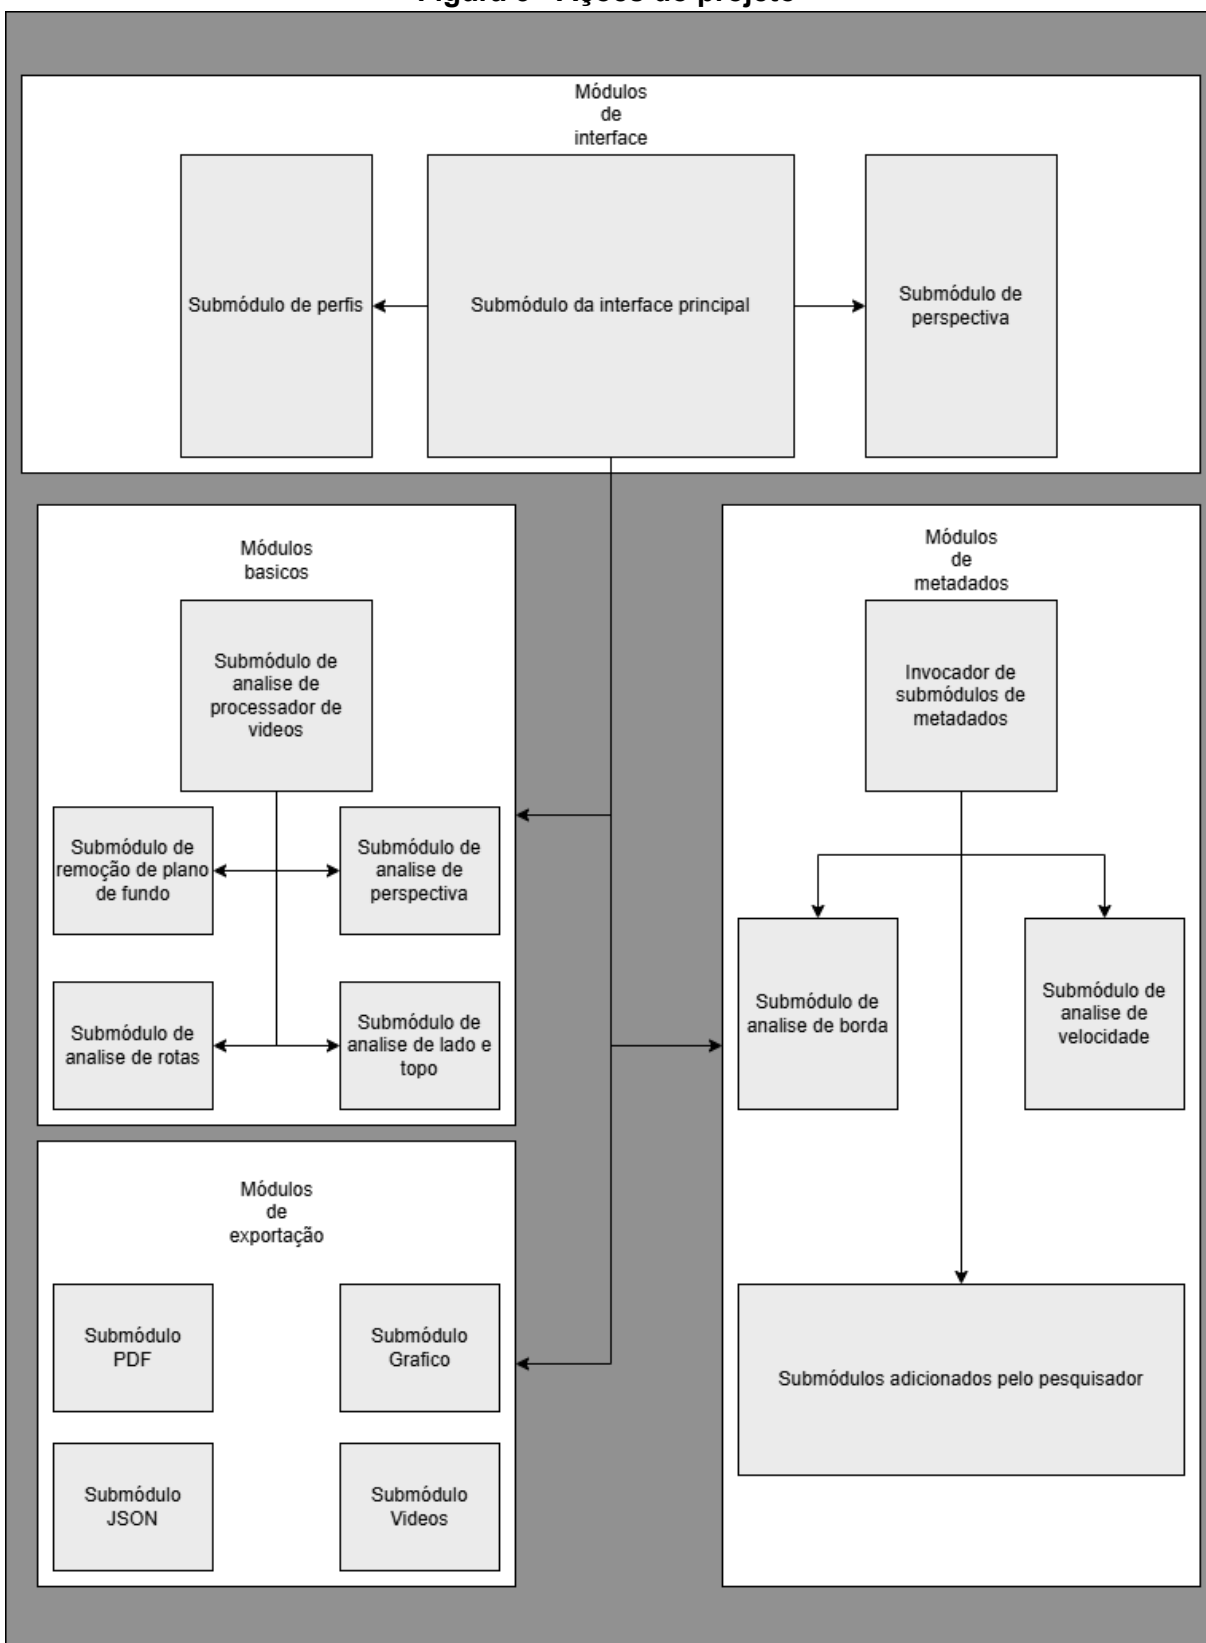 Módulos
de
interface
Submódulo de perfis
Submódulo da interface principal
Submódulo de
perspectiva
Módulos
basicos
Submódulo de
analise de
processador de
videos
Submódulo de
remoção de plano
de fundo
Submódulo de
analise de
perspectiva
Submódulo de
analise de rotas
Submódulo de
analise de lado e
topo
Módulos
de
metadados
Invocador de
submódulos de
metadados
Submódulo de
analise de borda
Submódulo de
analise de
velocidade
Submódulos adicionados pelo pesquisador
Módulos
de
exportação
Submódulo
PDF
Submódulo
Grafico
Submódulo
JSON
Submódulo
Videos